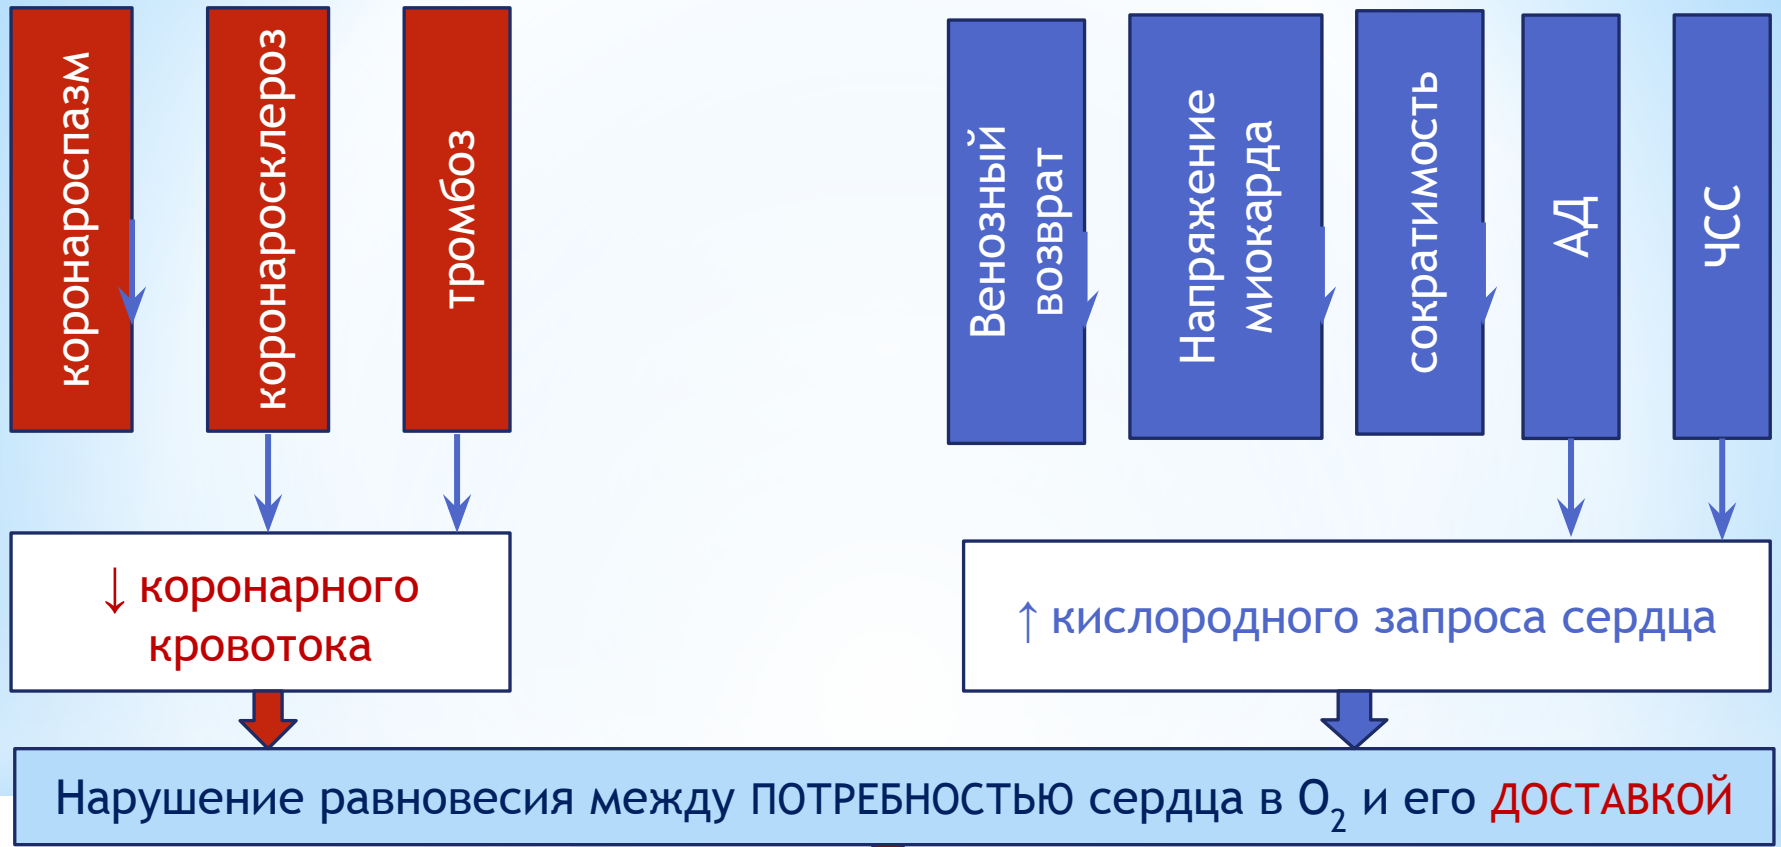 коронароспазм
коронаросклероз
тромбоз
Венозный
возврат
Напряжение
миокарда
сократимость
АД
ЧСС
↓ коронарного
кровотока
↑ кислородного запроса сердца
Нарушение равновесия между ПОТРЕБНОСТЬЮ сердца в O₂ и его ДОСТАВКОЙ